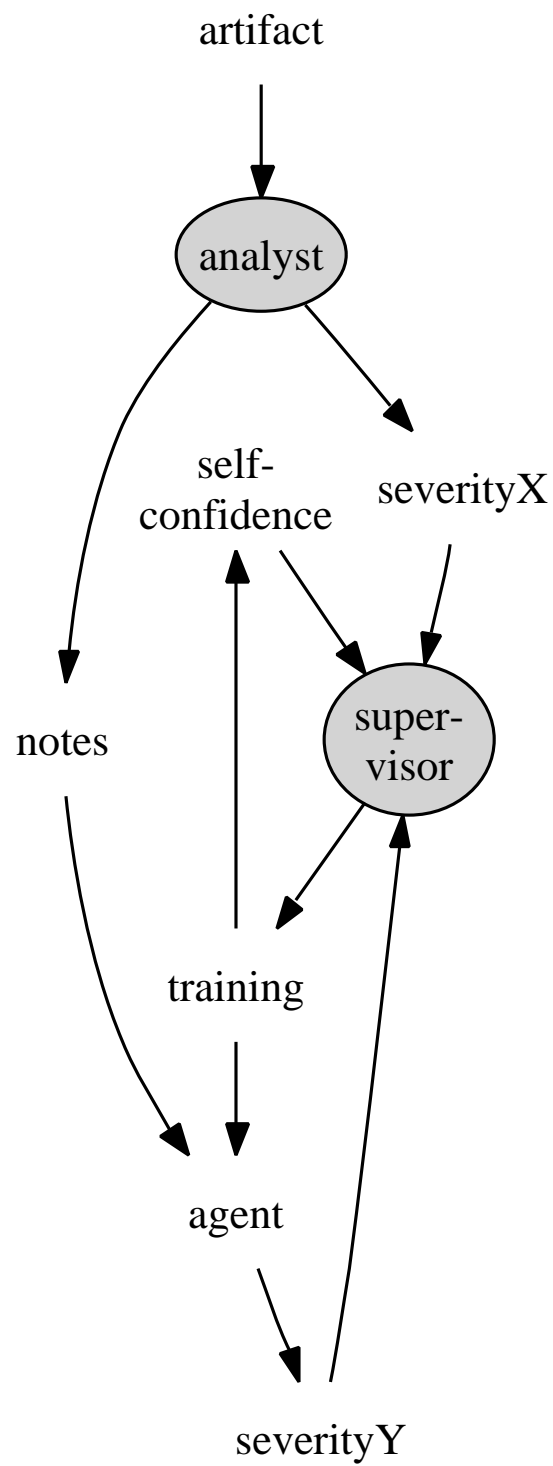 artifact
analyst
self-
confidence
severityX
super-
visor
notes
training
agent
severityY